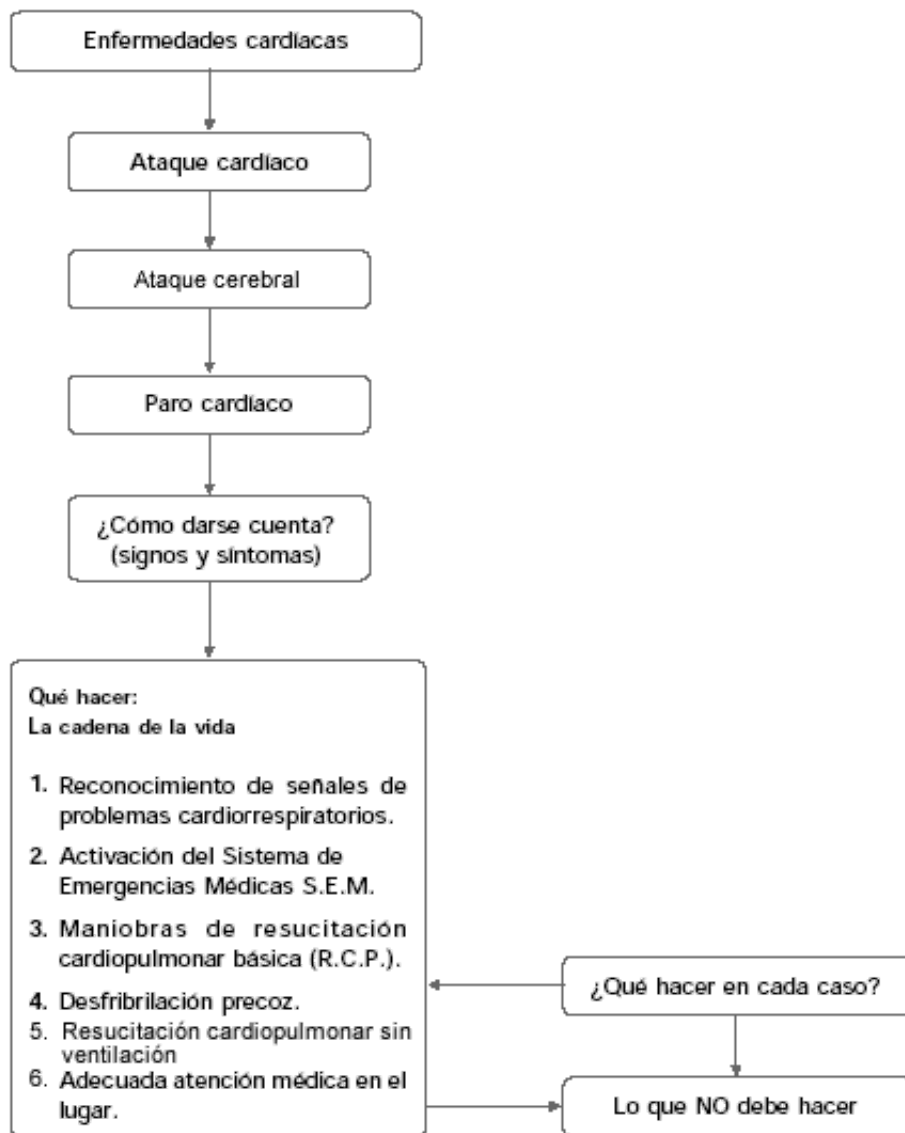 Enfermedades cardíacas
Ataque cardíaco
Ataque cerebral
Paro cardíaco
¿Cómo darse cuenta?
(signos y síntomas)
Qué hacer:
La cadena de la vida
1. Reconocimiento de señales de
problemas cardiorrespiratorios.
2. Activación del Sistema de
Emergencias Médicas S.E.M.
3. Maniobras de resucitación
cardiopulmonar básica (R.C.P.).
4. Desfribrilación precoz.
5. Resucitación cardiopulmonar sin
ventilación
6. Adecuada atención médica en el
lugar.
¿Qué hacer en cada caso?
Lo que NO debe hacer